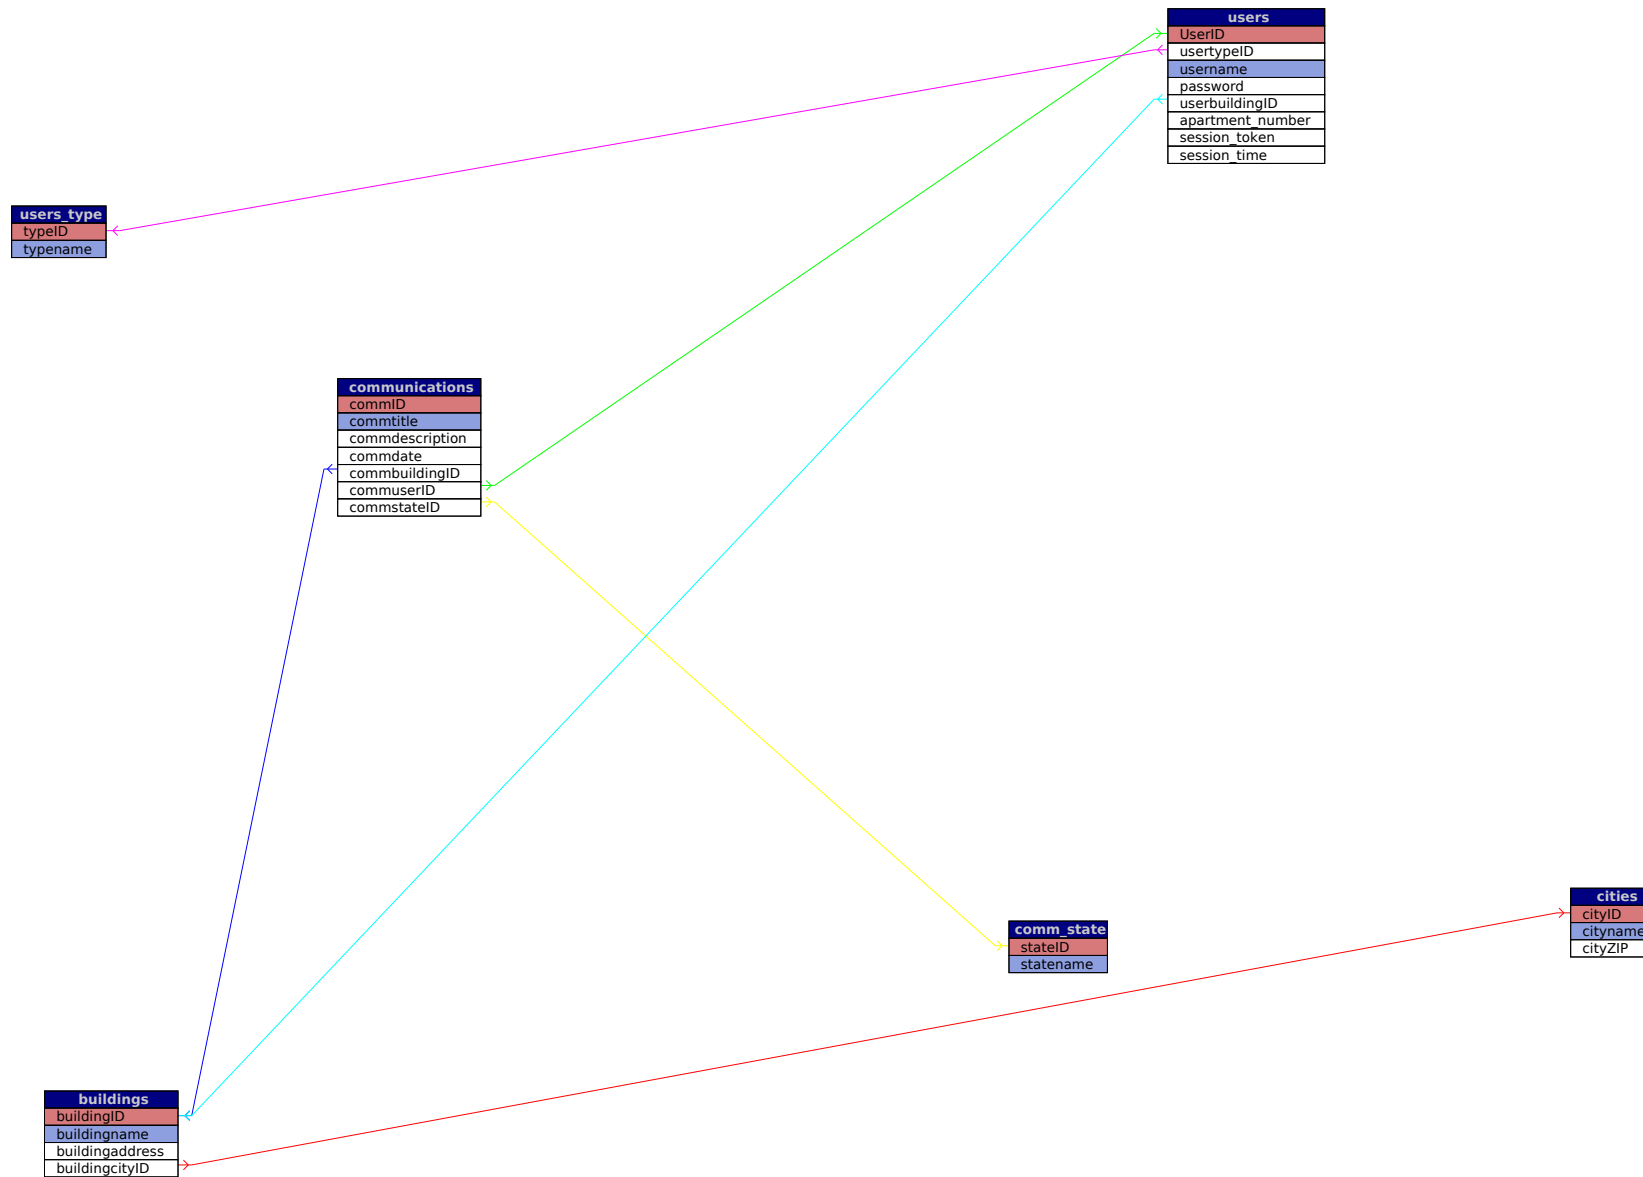 users
UserID
usertypeID
username
password
userbuildingID
apartment_number
session_token
session_time
users_type
typeID
typename
communications
commID
commtitle
commdescription
commdate
commbuildingID
commuserID
commstateID
cities
cityID
cityname
cityZIP
comm_state
stateID
statename
buildings
buildingID
buildingname
buildingaddress
buildingcityID